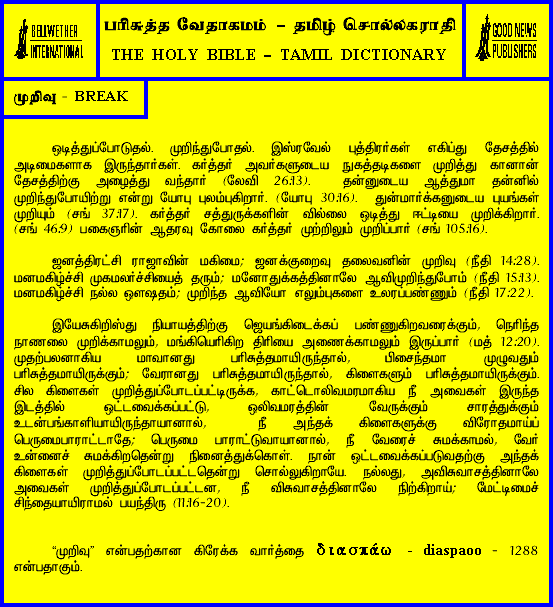 BELLWETHER
INTERNATIONAL
பரிசுத்த வேதாகமம் – தமிழ் சொல்லகராதி
THE HOLY BIBLE – TAMIL DICTIONARY
GOOD NEWS
PUBLISHERS
முறிவு - BREAK
ஒடித்துப்போடுதல். முறிந்துபோதல். இஸ்ரவேல் புத்திரர்கள் எகிப்து தேசத்தில்
அடிமைகளாக இருந்தார்கள். கர்த்தர் அவர்களுடைய நுகத்தடிகளை முறித்து கானான்
தேசத்திற்கு அழைத்து வந்தார் (லேவி 26:13). தன்னுடைய ஆத்துமா தன்னில்
முறிந்துபோயிற்று என்று யோபு புலம்புகிறார். (யோபு 30:16). துன்மார்க்கனுடைய புயங்கள்
முறியும் (சங் 37:17). கர்த்தர் சத்துருக்களின் வில்லை ஒடித்து ஈட்டியை முறிக்கிறார்.
(சங் 46:9) பகைஞரின் ஆதரவு கோலை கர்த்தர் முற்றிலும் முறிப்பார் (சங் 105:16).
ஜனத்திரட்சி ராஜாவின் மகிமை; ஜனக்குறைவு தலைவனின் முறிவு (நீதி 14:28).
மனமகிழ்ச்சி முகமலர்ச்சியைத் தரும்; மனோதுக்கத்தினாலே ஆவிமுறிந்துபோம் (நீதி 15:13).
மனமகிழ்ச்சி நல்ல ஔஷதம்; முறிந்த ஆவியோ எலும்புகளை உலரப்பண்ணும் (நீதி 17:22).
இயேசுகிறிஸ்து நியாயத்திற்கு ஜெயங்கிடைக்கப் பண்ணுகிறவரைக்கும், நெரிந்த
நாணலை முறிக்காமலும், மங்கியெரிகிற திரியை அணைக்காமலும் இருப்பார் (மத் 12:20).
முதற்பலனாகிய மாவானது பரிசுத்தமாயிருந்தால், பிசைந்தமா முழுவதும்
பரிசுத்தமாயிருக்கும்; வேரானது பரிசுத்தமாயிருந்தால், கிளைகளும் பரிசுத்தமாயிருக்கும்.
சில கிளைகள் முறித்துப்போடப்பட்டிருக்க, காட்டொலிவமரமாகிய நீ அவைகள் இருந்த
இடத்தில் ஒட்டவைக்கப்பட்டு, ஒலிவமரத்தின் வேருக்கும் சாரத்துக்கும்
உடன்பங்காளியாயிருந்தாயானால், நீ அந்தக் கிளைகளுக்கு விரோதமாய்ப்
பெருமைபாராட்டாதே; பெருமை பாராட்டுவாயானால், நீ வேரைச் சுமக்காமல், வேர்
உன்னைச் சுமக்கிறதென்று நினைத்துக்கொள். நான் ஒட்டவைக்கப்படுவதற்கு அந்தக்
கிளைகள் முறித்துப்போடப்பட்டதென்று சொல்லுகிறாயே. நல்லது, அவிசுவாசத்தினாலே
அவைகள் முறித்துப்போடப்பட்டன, நீ விசுவாசத்தினாலே நிற்கிறாய்; மேட்டிமைச்
சிந்தையாயிராமல் பயந்திரு (11:16-20).
“முறிவு” என்பதற்கான கிரேக்க வார்த்தை διασπάω - diaspaoo - 1288
என்பதாகும்.